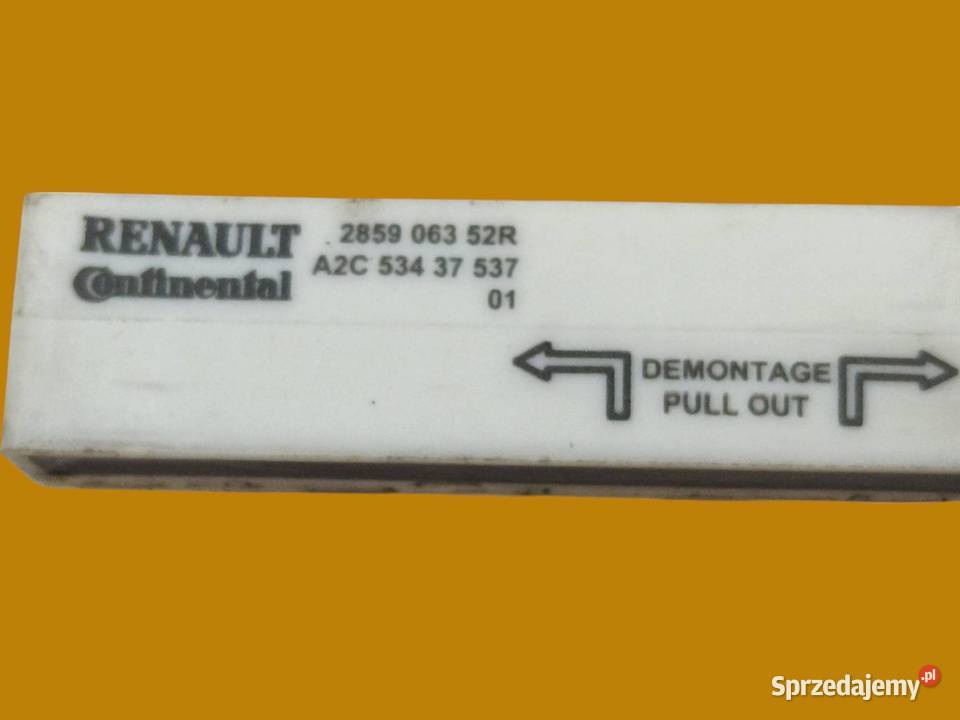 RENAULT 2859 063 52R
Continental A2C 534 37 537
01
DEMONTAGE
PULL OUT
Sprzedajemy.pl